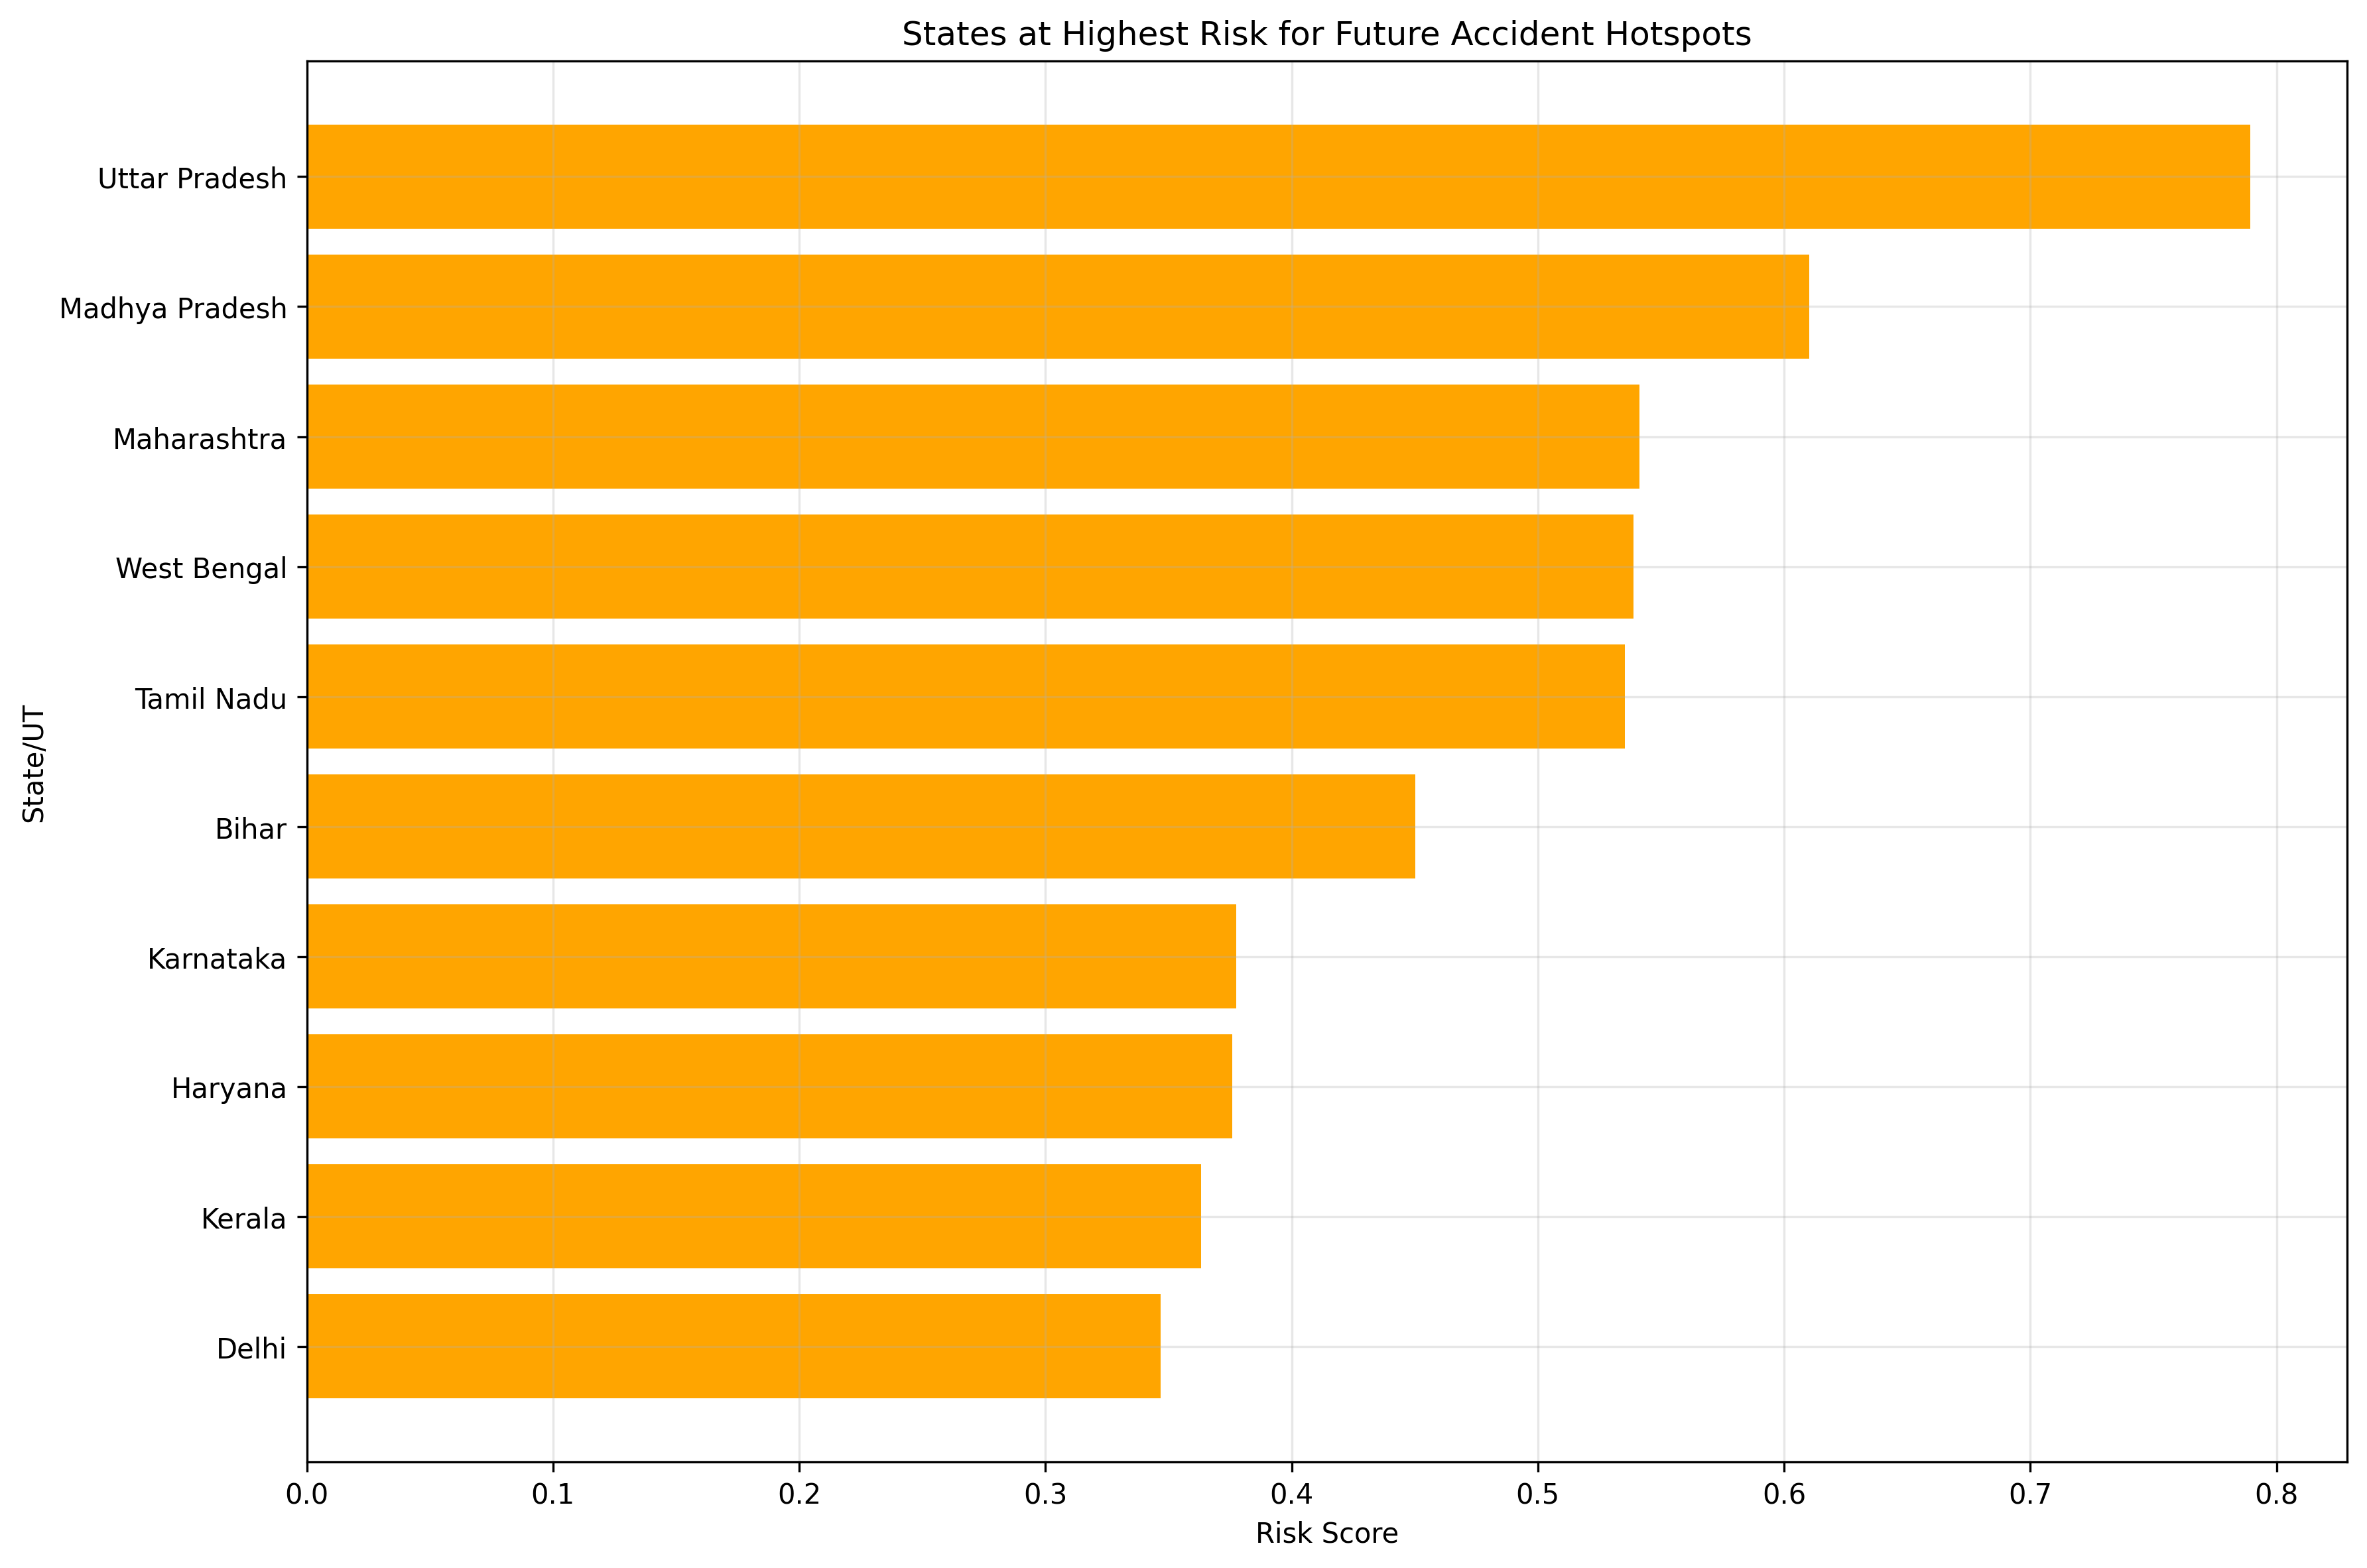 States at Highest Risk for Future Accident Hotspots
State/UT
Uttar Pradesh
Madhya Pradesh
Maharashtra
West Bengal
Tamil Nadu
Bihar
Karnataka
Haryana
Kerala
Delhi
0.0 0.1 0.2 0.3 0.4 0.5 0.6 0.7 0.8
Risk Score